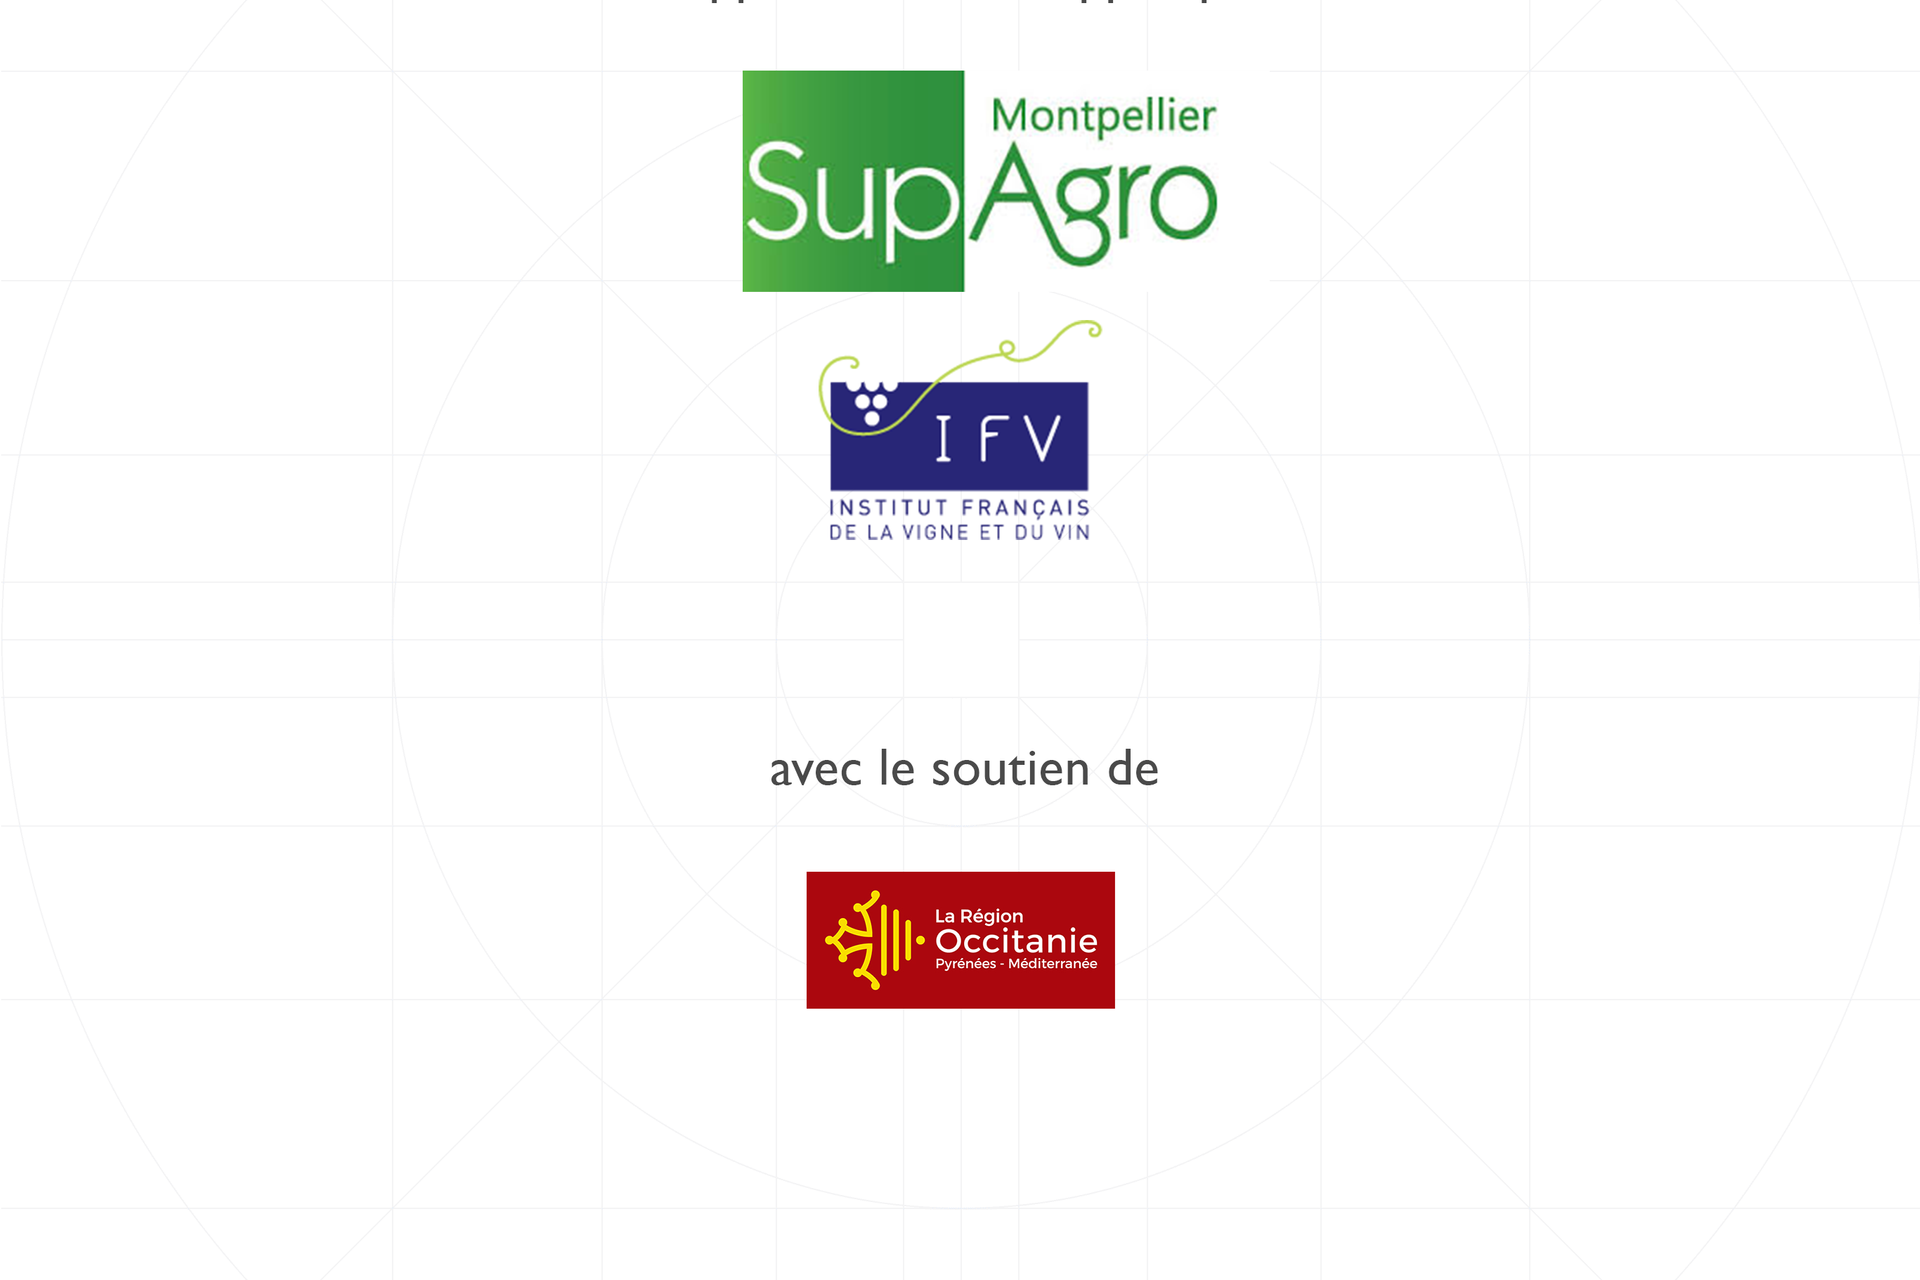 Montpellier
SupAgro
IFV
INSTITUT FRANÇAIS
DE LA VIGNE ET DU VIN
avec le soutien de
La Région
Occitanie
Pyrénées - Méditerranée